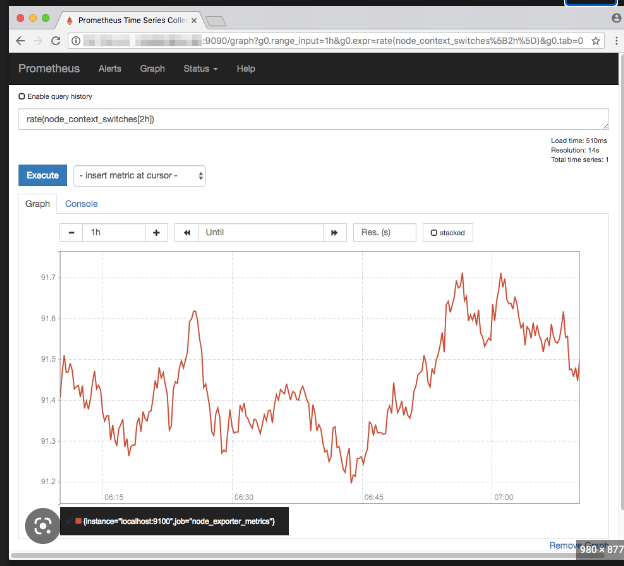 Prometheus Time Series Collec
:9090/graph?g0.range_input=1h&g0.expr=rate(node_context_switches%5B2h%5D)&g0.tab=0
Prometheus Alerts Graph Status Help
Enable query history
rate(node_context_switches[2h])
Load time: 510ms
Resolution: 14s
Total time series: 1
Execute - insert metric at cursor -
Graph Console
− 1h + Until Res. (s) stacked
91.7
91.6
91.5
91.4
91.3
91.2
06:15 06:30 06:45 07:00
{instance="localhost:9100",job="node_exporter_metrics"}
Remove Graph
980 × 877